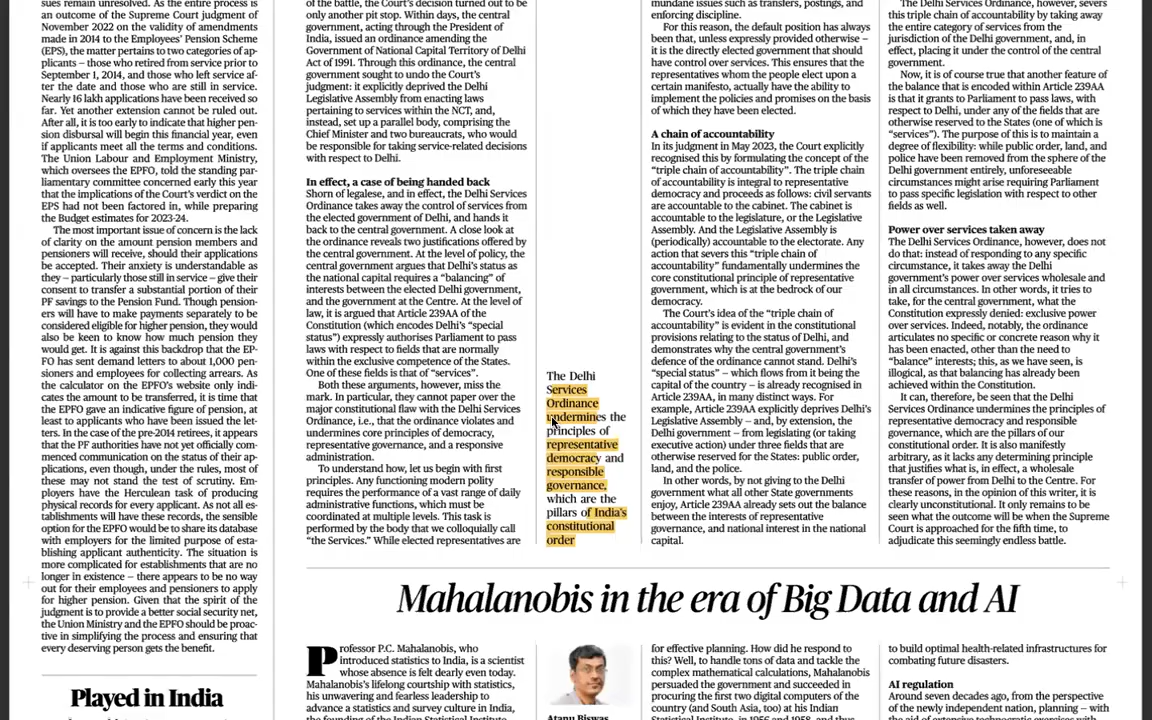 sues remain unresolved. As the entire process is
an outcome of the Supreme Court judgment of
November 2022 on the validity of amendments
made in 2014 to the Employees' Pension Scheme
(EPS), the matter pertains to two categories of ap-
plicants – those who retired from service prior to
September 1, 2014, and those who left service af-
ter the date and those who are still in service.
Nearly 16 lakh applications have been received so
far. Yet another extension cannot be ruled out.
After all, it is too early to indicate that higher pen-
sion disbursal will begin this financial year, even
if applicants meet all the terms and conditions.
The Union Labour and Employment Ministry,
which oversees the EPFO, told the standing par-
liamentary committee concerned early this year
that the implications of the Court's verdict on the
EPS had not been factored in, while preparing
the Budget estimates for 2023-24.
The most important issue of concern is the lack
of clarity on the amount pension members and
pensioners will receive, should their applications
be accepted. Their anxiety is understandable as
they – particularly those still in service – give their
consent to transfer a substantial portion of their
PF savings to the Pension Fund. Though pension-
ers will have to make payments separately to be
considered eligible for higher pension, they would
also be keen to know how much pension they
would get. It is against this backdrop that the EP-
FO has sent demand letters to about 1,000 pen-
sioners and employees for collecting arrears. As
the calculator on the EPFO's website only indi-
cates the amount to be transferred, it is time that
the EPFO gave an indicative figure of pension, at
least to applicants who have been issued the let-
ters. In the case of the pre-2014 retirees, it appears
that the PF authorities have not yet officially com-
menced communication on the status of their ap-
plications, even though, under the rules, most of
these may not stand the test of scrutiny. Em-
ployers have the Herculean task of producing
physical records for every applicant. As not all es-
tablishments will have these records, the sensible
option for the EPFO would be to share its database
with employers for the limited purpose of esta-
blishing applicant authenticity. The situation is
more complicated for establishments that are no
longer in existence – there appears to be no way
out for their employees and pensioners to apply
for higher pension. Given that the spirit of the
judgment is to provide a better social security net,
the Union Ministry and the EPFO should be proac-
tive in simplifying the process and ensuring that
every deserving person gets the benefit.
Played in India
of the battle, the Court's decision turned out to be
only another pit stop. Within days, the central
government, acting through the President of
India, issued an ordinance amending the
Government of National Capital Territory of Delhi
Act of 1991. Through this ordinance, the central
government sought to undo the Court's
judgment: it explicitly deprived the Delhi
Legislative Assembly from enacting laws
pertaining to services within the NCT, and,
instead, set up a parallel body, comprising the
Chief Minister and two bureaucrats, who would
be responsible for taking service-related decisions
with respect to Delhi.
In effect, a case of being handed back
Shorn of legalese, and in effect, the Delhi Services
Ordinance takes away the control of services from
the elected government of Delhi, and hands it
back to the central government. A close look at
the ordinance reveals two justifications offered by
the central government. At the level of policy, the
central government argues that Delhi's status as
the national capital requires a "balancing" of
interests between the elected Delhi government,
and the government at the Centre. At the level of
law, it is argued that Article 239AA of the
Constitution (which encodes Delhi's "special
status") expressly authorises Parliament to pass
laws with respect to fields that are normally
within the exclusive competence of the States.
One of these fields is that of "services".
Both these arguments, however, miss the
mark. In particular, they cannot paper over the
major constitutional flaw with the Delhi Services
Ordinance, i.e., that the ordinance violates and
undermines core principles of democracy,
representative governance, and a responsive
administration.
To understand how, let us begin with first
principles. Any functioning modern polity
requires the performance of a vast range of daily
administrative functions, which must be
coordinated at multiple levels. This task is
performed by the body that we colloquially call
"the Services." While elected representatives are
The Delhi
Services
Ordinance
undermines the
principles of
representative
democracy and
responsible
governance,
which are the
pillars of India's
constitutional
order
mundane issues such as transfers, postings, and
enforcing discipline.
For this reason, the default position has always
been that, unless expressly provided otherwise –
it is the directly elected government that should
have control over services. This ensures that the
representatives whom the people elect upon a
certain manifesto, actually have the ability to
implement the policies and promises on the basis
of which they have been elected.
A chain of accountability
In its judgment in May 2023, the Court explicitly
recognised this by formulating the concept of the
"triple chain of accountability". The triple chain
of accountability is integral to representative
democracy and proceeds as follows: civil servants
are accountable to the cabinet. The cabinet is
accountable to the legislature, or the Legislative
Assembly. And the Legislative Assembly is
(periodically) accountable to the electorate. Any
action that severs this "triple chain of
accountability" fundamentally undermines the
core constitutional principle of representative
government, which is at the bedrock of our
democracy.
The Court's idea of the "triple chain of
accountability" is evident in the constitutional
provisions relating to the status of Delhi, and
demonstrates why the central government's
defence of the ordinance cannot stand. Delhi's
"special status" – which flows from it being the
capital of the country – is already recognised in
Article 239AA, in many distinct ways. For
example, Article 239AA explicitly deprives Delhi's
Legislative Assembly – and, by extension, the
Delhi government – from legislating (or taking
executive action) under three fields that are
otherwise reserved for the States: public order,
land, and the police.
In other words, by not giving to the Delhi
government what all other State governments
enjoy, Article 239AA already sets out the balance
between the interests of representative
governance, and national interest in the national
capital.
The Delhi Services Ordinance, however, severs
this triple chain of accountability by taking away
the entire category of services from the
jurisdiction of the Delhi government, and, in
effect, placing it under the control of the central
government.
Now, it is of course true that another feature of
the balance that is encoded within Article 239AA
is that it grants to Parliament to pass laws, with
respect to Delhi, under any of the fields that are
otherwise reserved to the States (one of which is
"services"). The purpose of this is to maintain a
degree of flexibility: while public order, land, and
police have been removed from the sphere of the
Delhi government entirely, unforeseeable
circumstances might arise requiring Parliament
to pass specific legislation with respect to other
fields as well.
Power over services taken away
The Delhi Services Ordinance, however, does not
do that: instead of responding to any specific
circumstance, it takes away the Delhi
government's power over services wholesale and
in all circumstances. In other words, it tries to
take, for the central government, what the
Constitution expressly denied: exclusive power
over services. Indeed, notably, the ordinance
articulates no specific or concrete reason why it
has been enacted, other than the need to
"balance" interests; this, as we have seen, is
illogical, as that balancing has already been
achieved within the Constitution.
It can, therefore, be seen that the Delhi
Services Ordinance undermines the principles of
representative democracy and responsible
governance, which are the pillars of our
constitutional order. It is also manifestly
arbitrary, as it lacks any determining principle
that justifies what is, in effect, a wholesale
transfer of power from Delhi to the Centre. For
these reasons, in the opinion of this writer, it is
clearly unconstitutional. It only remains to be
seen what the outcome will be when the Supreme
Court is approached for the fifth time, to
adjudicate this seemingly endless battle.
Mahalanobis in the era of Big Data and AI
Professor P.C. Mahalanobis, who
introduced statistics to India, is a scientist
whose absence is felt dearly even today.
Mahalanobis's lifelong courtship with statistics,
his unwavering and fearless leadership to
advance a statistics and survey culture in India,
the founding of the Indian Statistical Institute
Atanu Biswas
for effective planning. How did he respond to
this? Well, to handle tons of data and tackle the
complex mathematical calculations, Mahalanobis
persuaded the government and succeeded in
procuring the first two digital computers of the
country (and South Asia, too) at his Indian
Statistical Institute, in 1956 and 1958, and thus
to build optimal health-related infrastructures for
combating future disasters.
AI regulation
Around seven decades ago, from the perspective
of the newly independent nation, planning – with
the aid of extensive technocratic exercises with